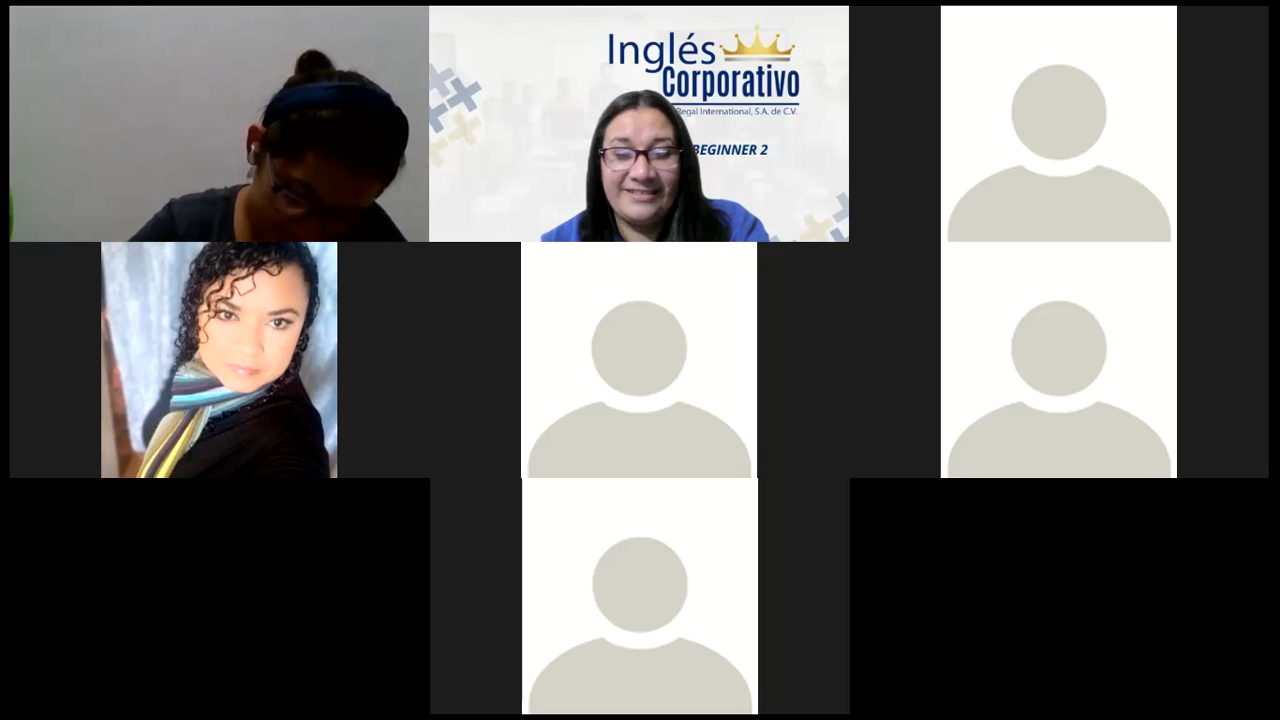 Inglés
Corporativo
Regal International, S.A. de C.V.
BEGINNER 2